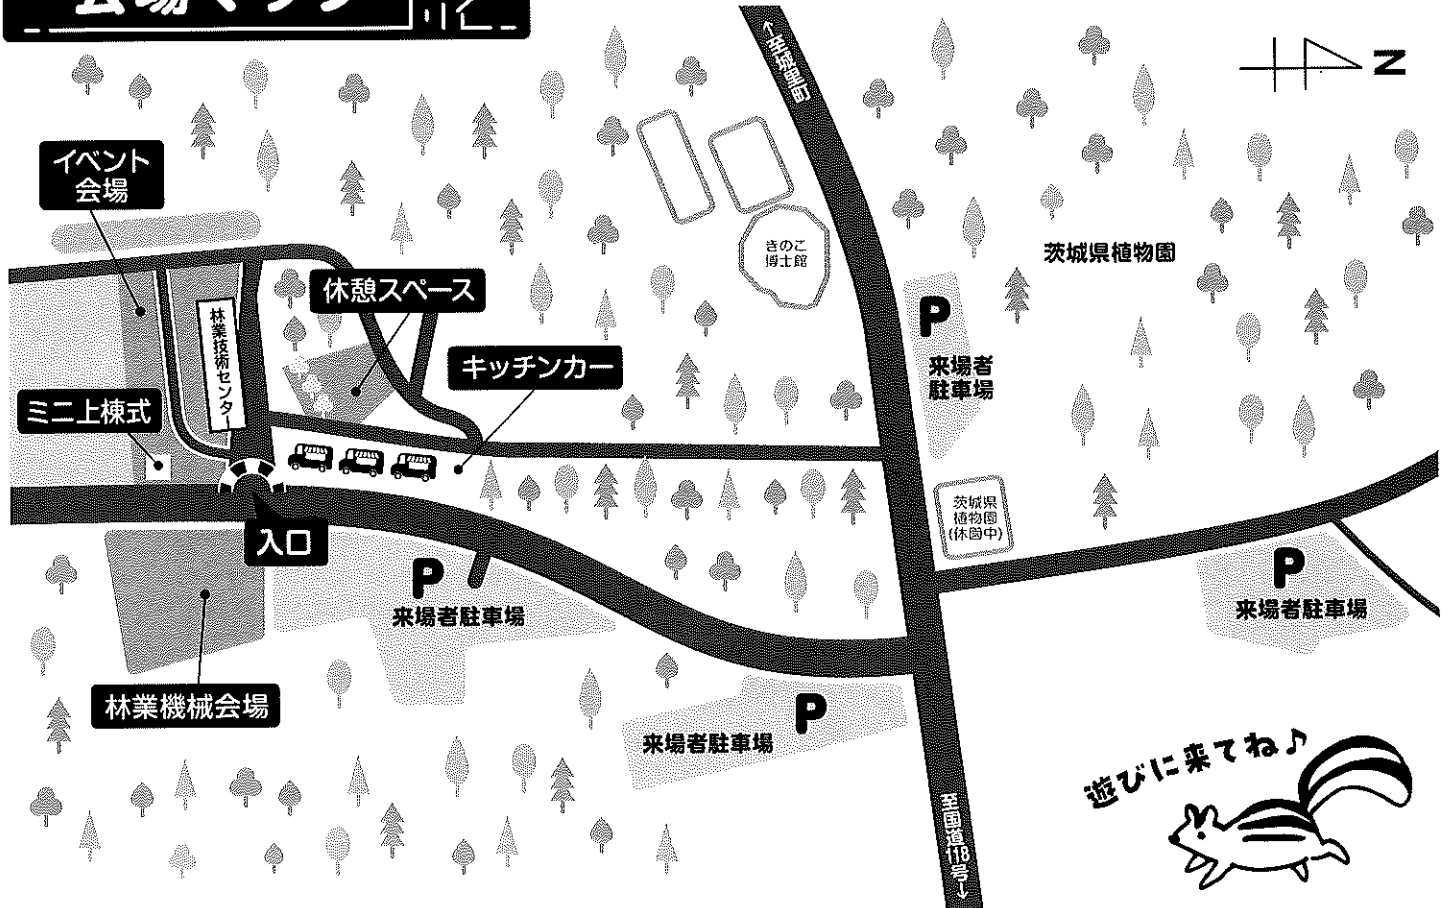 会場マップ
↑至城里町
N
イベント
会場
きのこ
博士館
茨城県植物園
休憩スペース
P
来場者
駐車場
林業技術センター
キッチンカー
ミニ上棟式
茨城県
植物園
(休園中)
入口
P
来場者駐車場
P
来場者駐車場
林業機械会場
P
来場者駐車場
遊びに来てね♪
至国道118号→